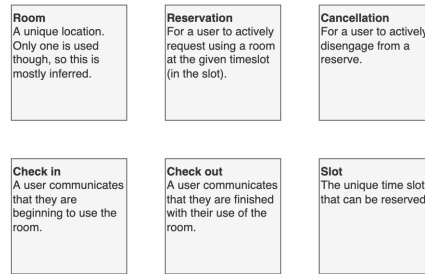 Room
A unique location.
Only one is used
though, so this is
mostly inferred.
Reservation
For a user to actively
request using a room
at the given timeslot
(in the slot).
Cancellation
For a user to actively
disengage from a
reserve.
Check in
A user communicates
that they are
beginning to use the
room.
Check out
A user communicates
that they are finished
with their use of the
room.
Slot
The unique time slot
that can be reserved